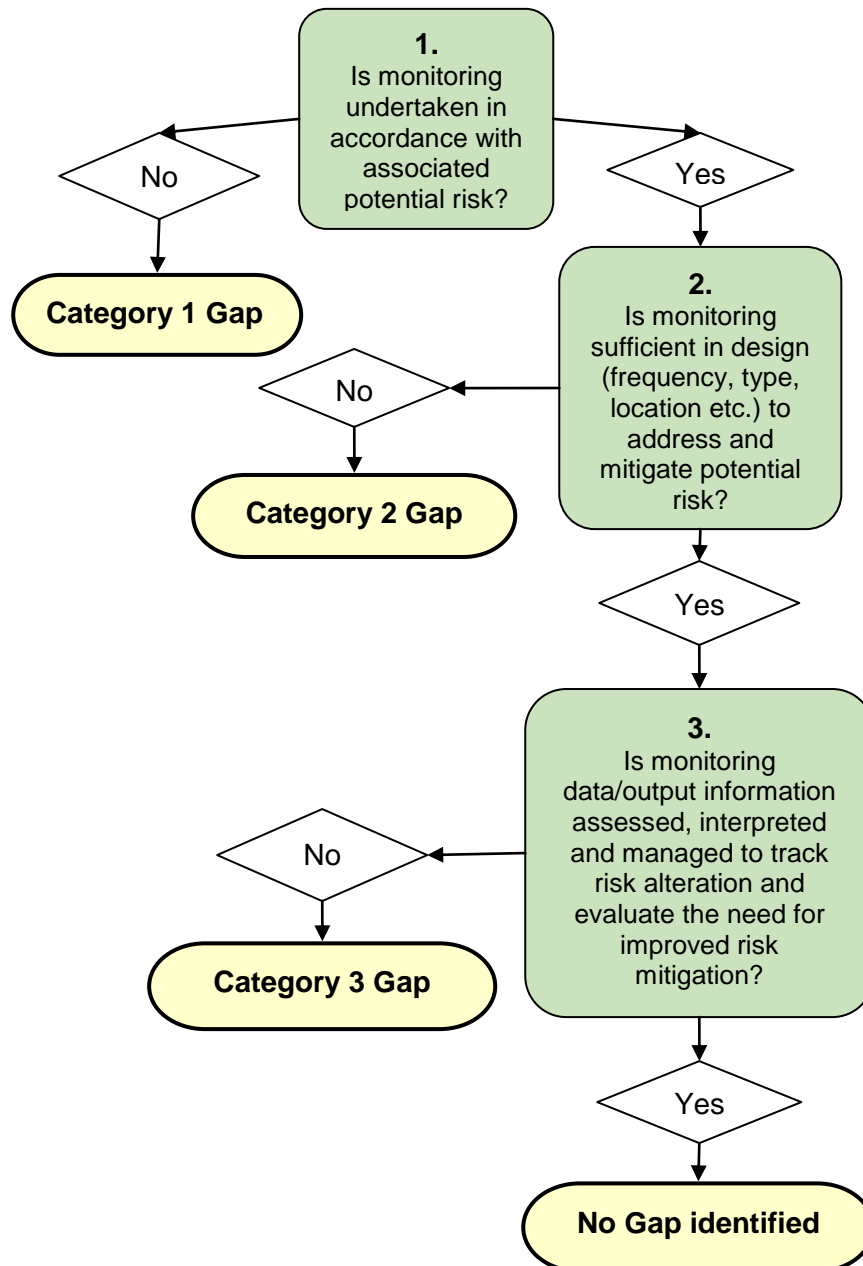 1.
Is monitoring
undertaken in
accordance with
associated
potential risk?
No
Yes
Category 1 Gap
2.
Is monitoring
sufficient in design
(frequency, type,
location etc.) to
address and
mitigate potential
risk?
No
Category 2 Gap
Yes
3.
Is monitoring
data/output information
assessed, interpreted
and managed to track
risk alteration and
evaluate the need for
improved risk
mitigation?
No
Category 3 Gap
Yes
No Gap identified